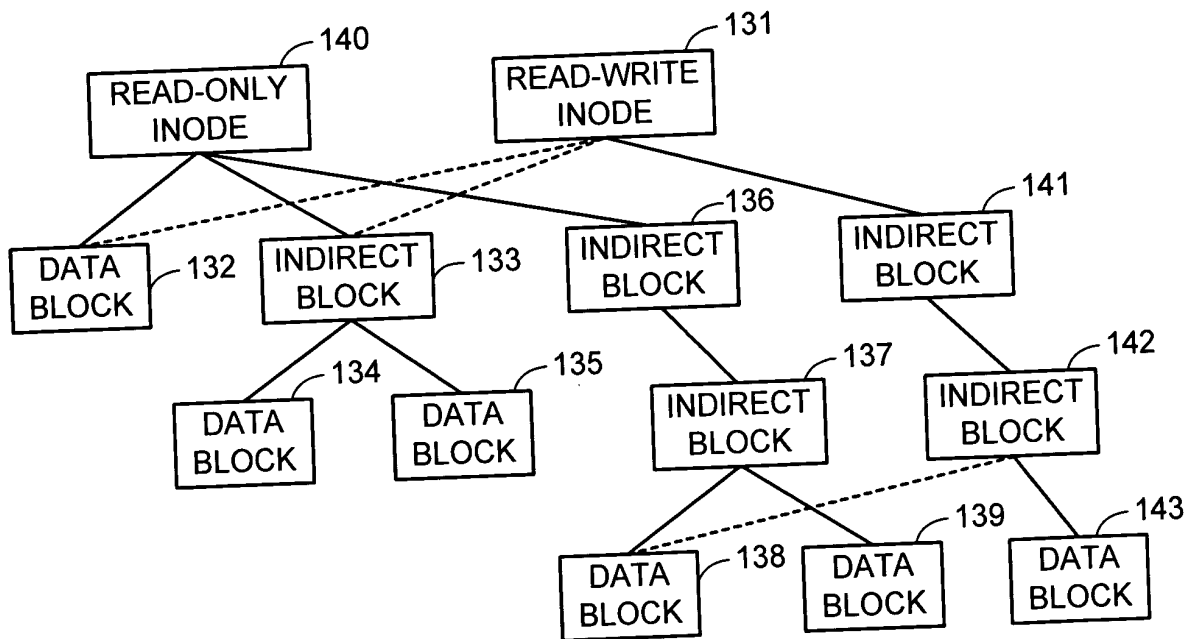 140
131
READ-ONLY
INODE
READ-WRITE
INODE
136
141
DATA
BLOCK
132
INDIRECT
BLOCK
133
INDIRECT
BLOCK
INDIRECT
BLOCK
134
135
137
142
DATA
BLOCK
DATA
BLOCK
INDIRECT
BLOCK
INDIRECT
BLOCK
139
143
DATA
BLOCK
138
DATA
BLOCK
DATA
BLOCK